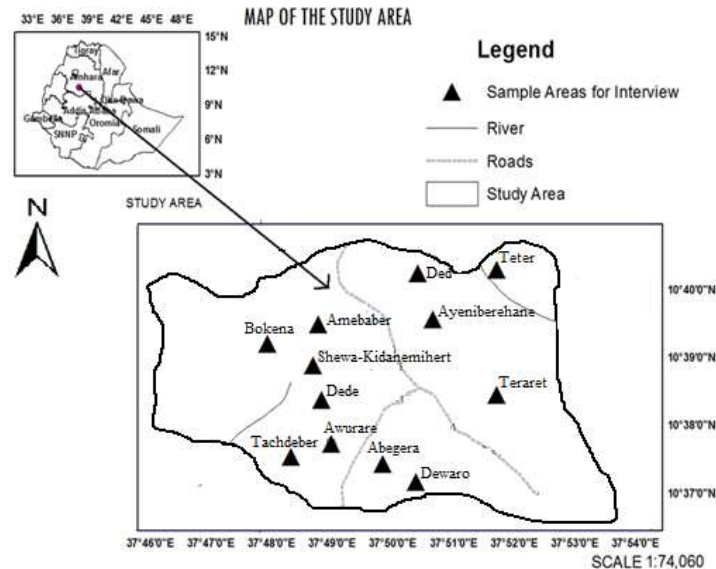 MAP OF THE STUDY AREA
33°E 36°E 39°E 42°E 45°E 48°E
15°N
12°N
9°N
6°N
3°N
Tigray
Afar
Amhara
Addis Ababa
Gambella
Oromia
Somali
SNNP
Legend
Sample Areas for Interview
River
Roads
Study Area
N
STUDY AREA
Teter
Ded
10°40'0"N
Ayeniberehane
Amebaber
Bokena
10°39'0"N
Shewa-Kidanemihert
Teraret
Dede
10°38'0"N
Awurare
Tachdeber
Abegera
Dewaro
10°37'0"N
37°46'0"E 37°47'0"E 37°48'0"E 37°49'0"E 37°50'0"E 37°51'0"E 37°52'0"E 37°53'0"E 37°54'0"E
SCALE 1:74,060